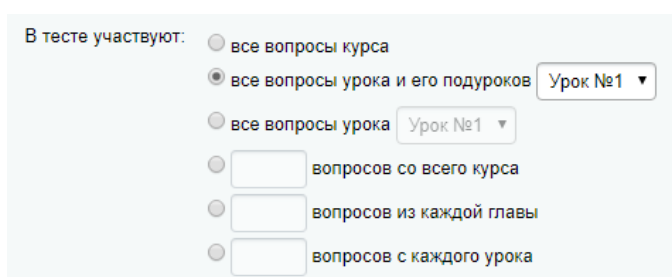 В тесте участвуют:
все вопросы курса
все вопросы урока и его подуроков Урок №1
все вопросы урока Урок №1
вопросов со всего курса
вопросов из каждой главы
вопросов с каждого урока